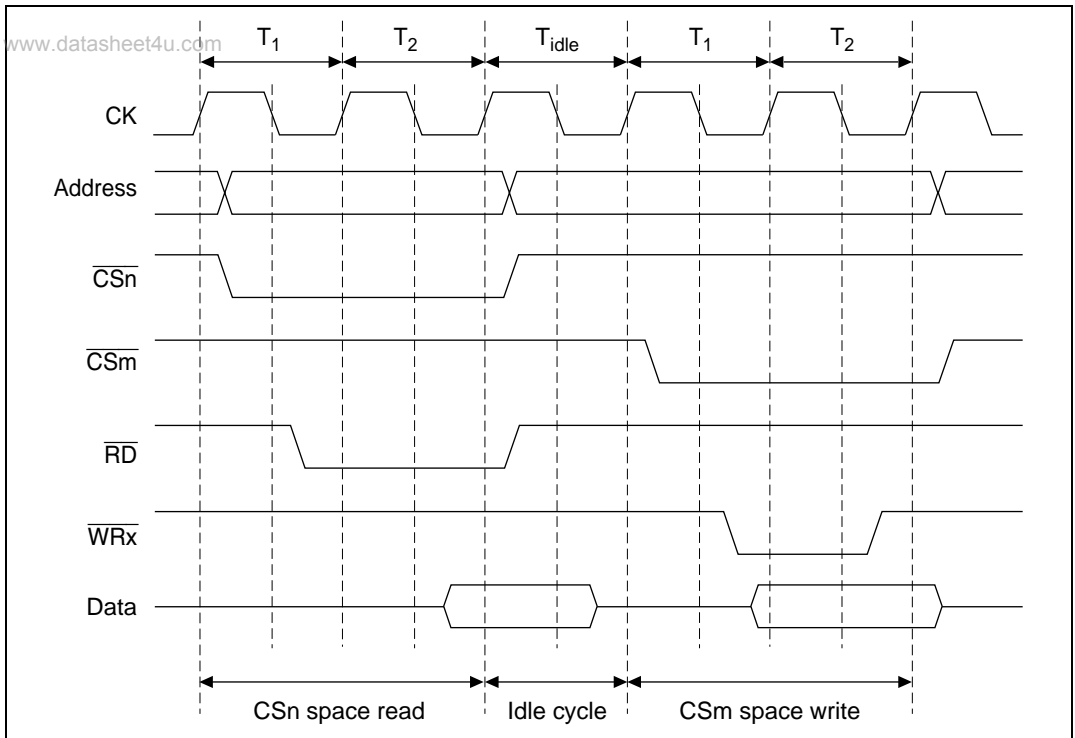 www.datasheet4u.com
T1 T2 Tidle T1 T2
CK
Address
CSn
CSm
RD
WRx
Data
CSn space read Idle cycle CSm space write